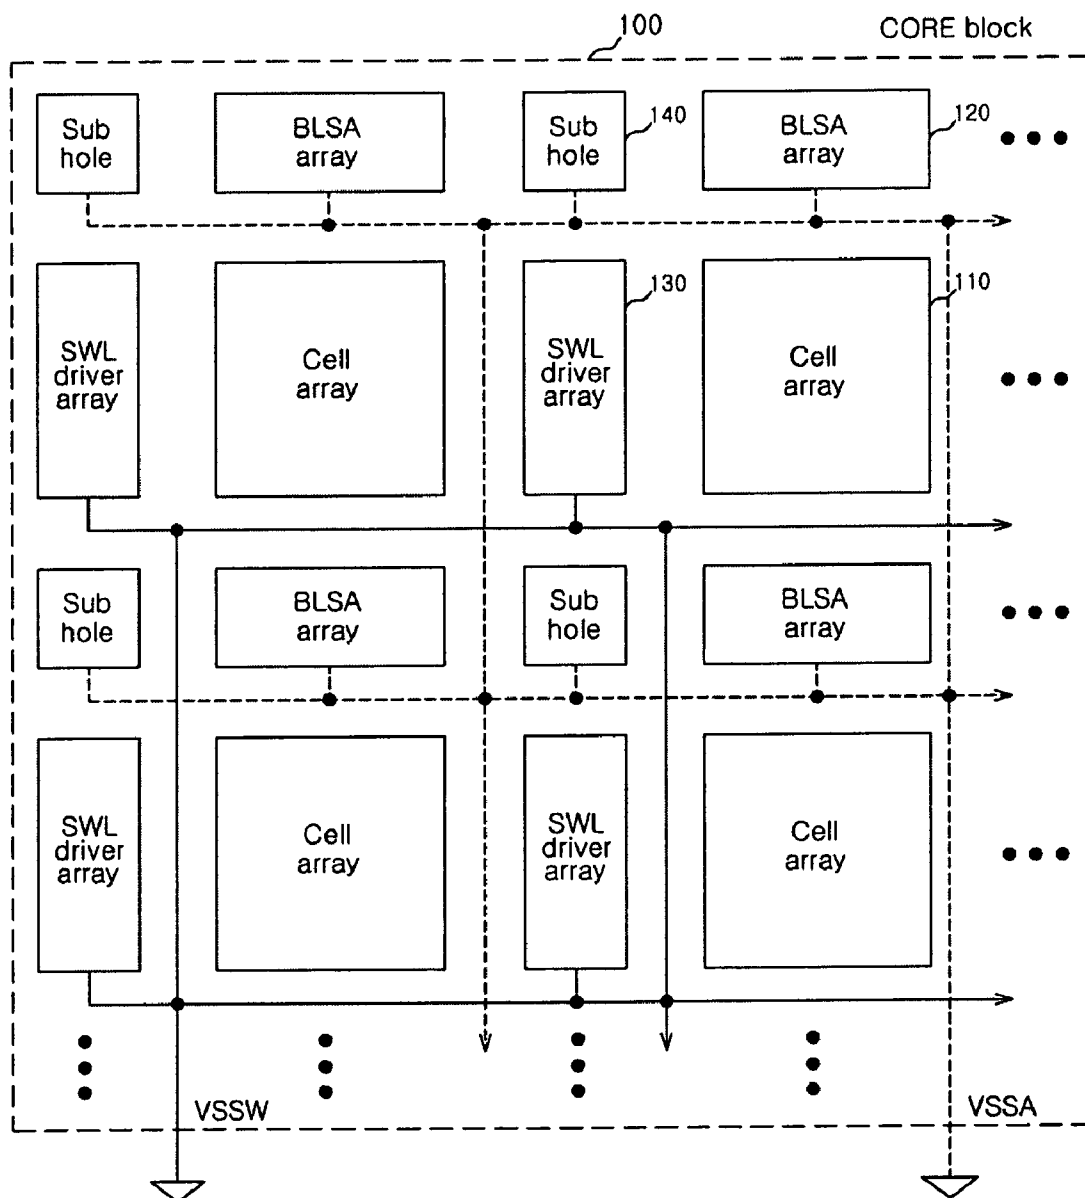 100
CORE block
Sub
hole
BLSA
array
Sub
hole
140
BLSA
array
120
SWL
driver
array
Cell
array
SWL
driver
array
130
Cell
array
110
Sub
hole
BLSA
array
Sub
hole
BLSA
array
SWL
driver
array
Cell
array
SWL
driver
array
Cell
array
VSSW
VSSA